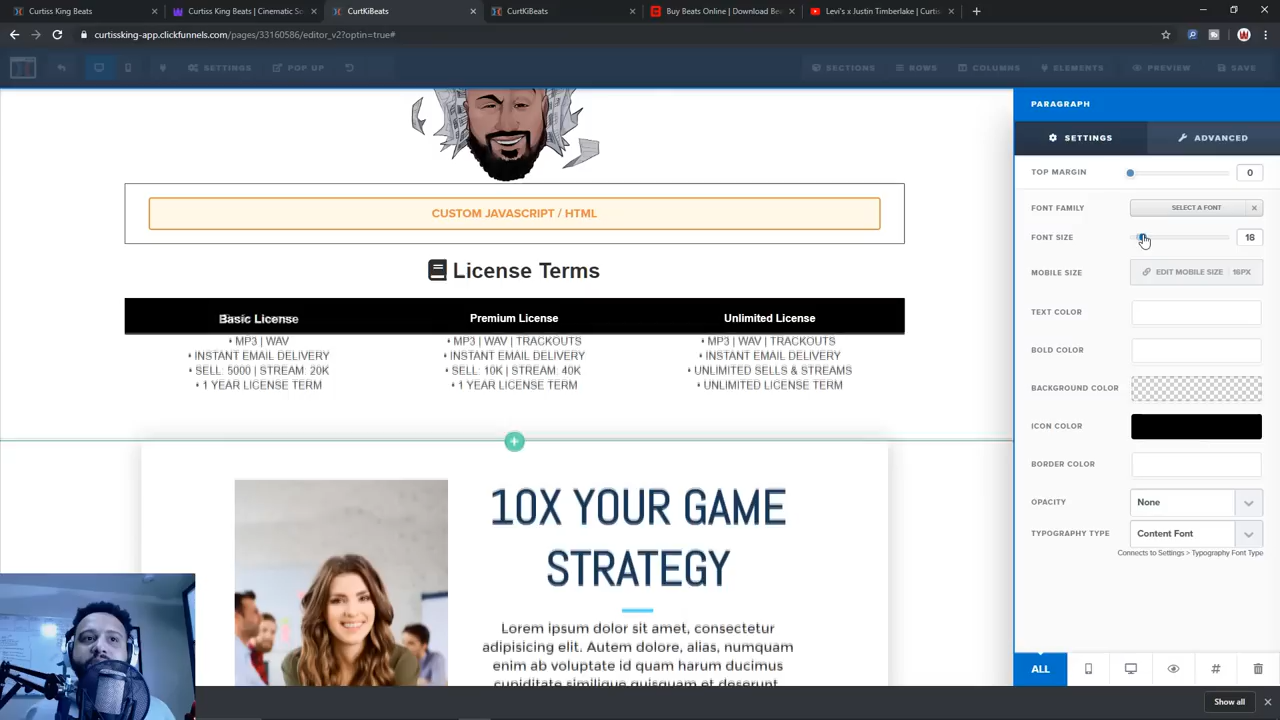 Curtiss King Beats
Curtiss King Beats | Cinematic So
CurtKiBeats
CurtKiBeats
Buy Beats Online | Download Be
Levi's x Justin Timberlake | Curtis
curtissking-app.clickfunnels.com/pages/33160586/editor_v2?optin=true#
SETTINGS
POP UP
SECTIONS
ROWS
COLUMNS
ELEMENTS
PREVIEW
SAVE
PARAGRAPH
SETTINGS
ADVANCED
TOP MARGIN
0
FONT FAMILY
SELECT A FONT
FONT SIZE
18
MOBILE SIZE
EDIT MOBILE SIZE 18PX
TEXT COLOR
BOLD COLOR
BACKGROUND COLOR
ICON COLOR
BORDER COLOR
OPACITY
None
TYPOGRAPHY TYPE
Content Font
Connects to Settings > Typography Font Type
ALL
CUSTOM JAVASCRIPT / HTML
License Terms
Basic License
Premium License
Unlimited License
• MP3 | WAV
• INSTANT EMAIL DELIVERY
• SELL: 5000 | STREAM: 20K
• 1 YEAR LICENSE TERM
• MP3 | WAV | TRACKOUTS
• INSTANT EMAIL DELIVERY
• SELL: 10K | STREAM: 40K
• 1 YEAR LICENSE TERM
• MP3 | WAV | TRACKOUTS
• INSTANT EMAIL DELIVERY
• UNLIMITED SELLS & STREAMS
• UNLIMITED LICENSE TERM
10X YOUR GAME
STRATEGY
Lorem ipsum dolor sit amet, consectetur
adipisicing elit. Autem dolore, alias, numquam
enim ab voluptate id quam harum ducimus
cupiditate similique quisquam et deserunt,
Show all